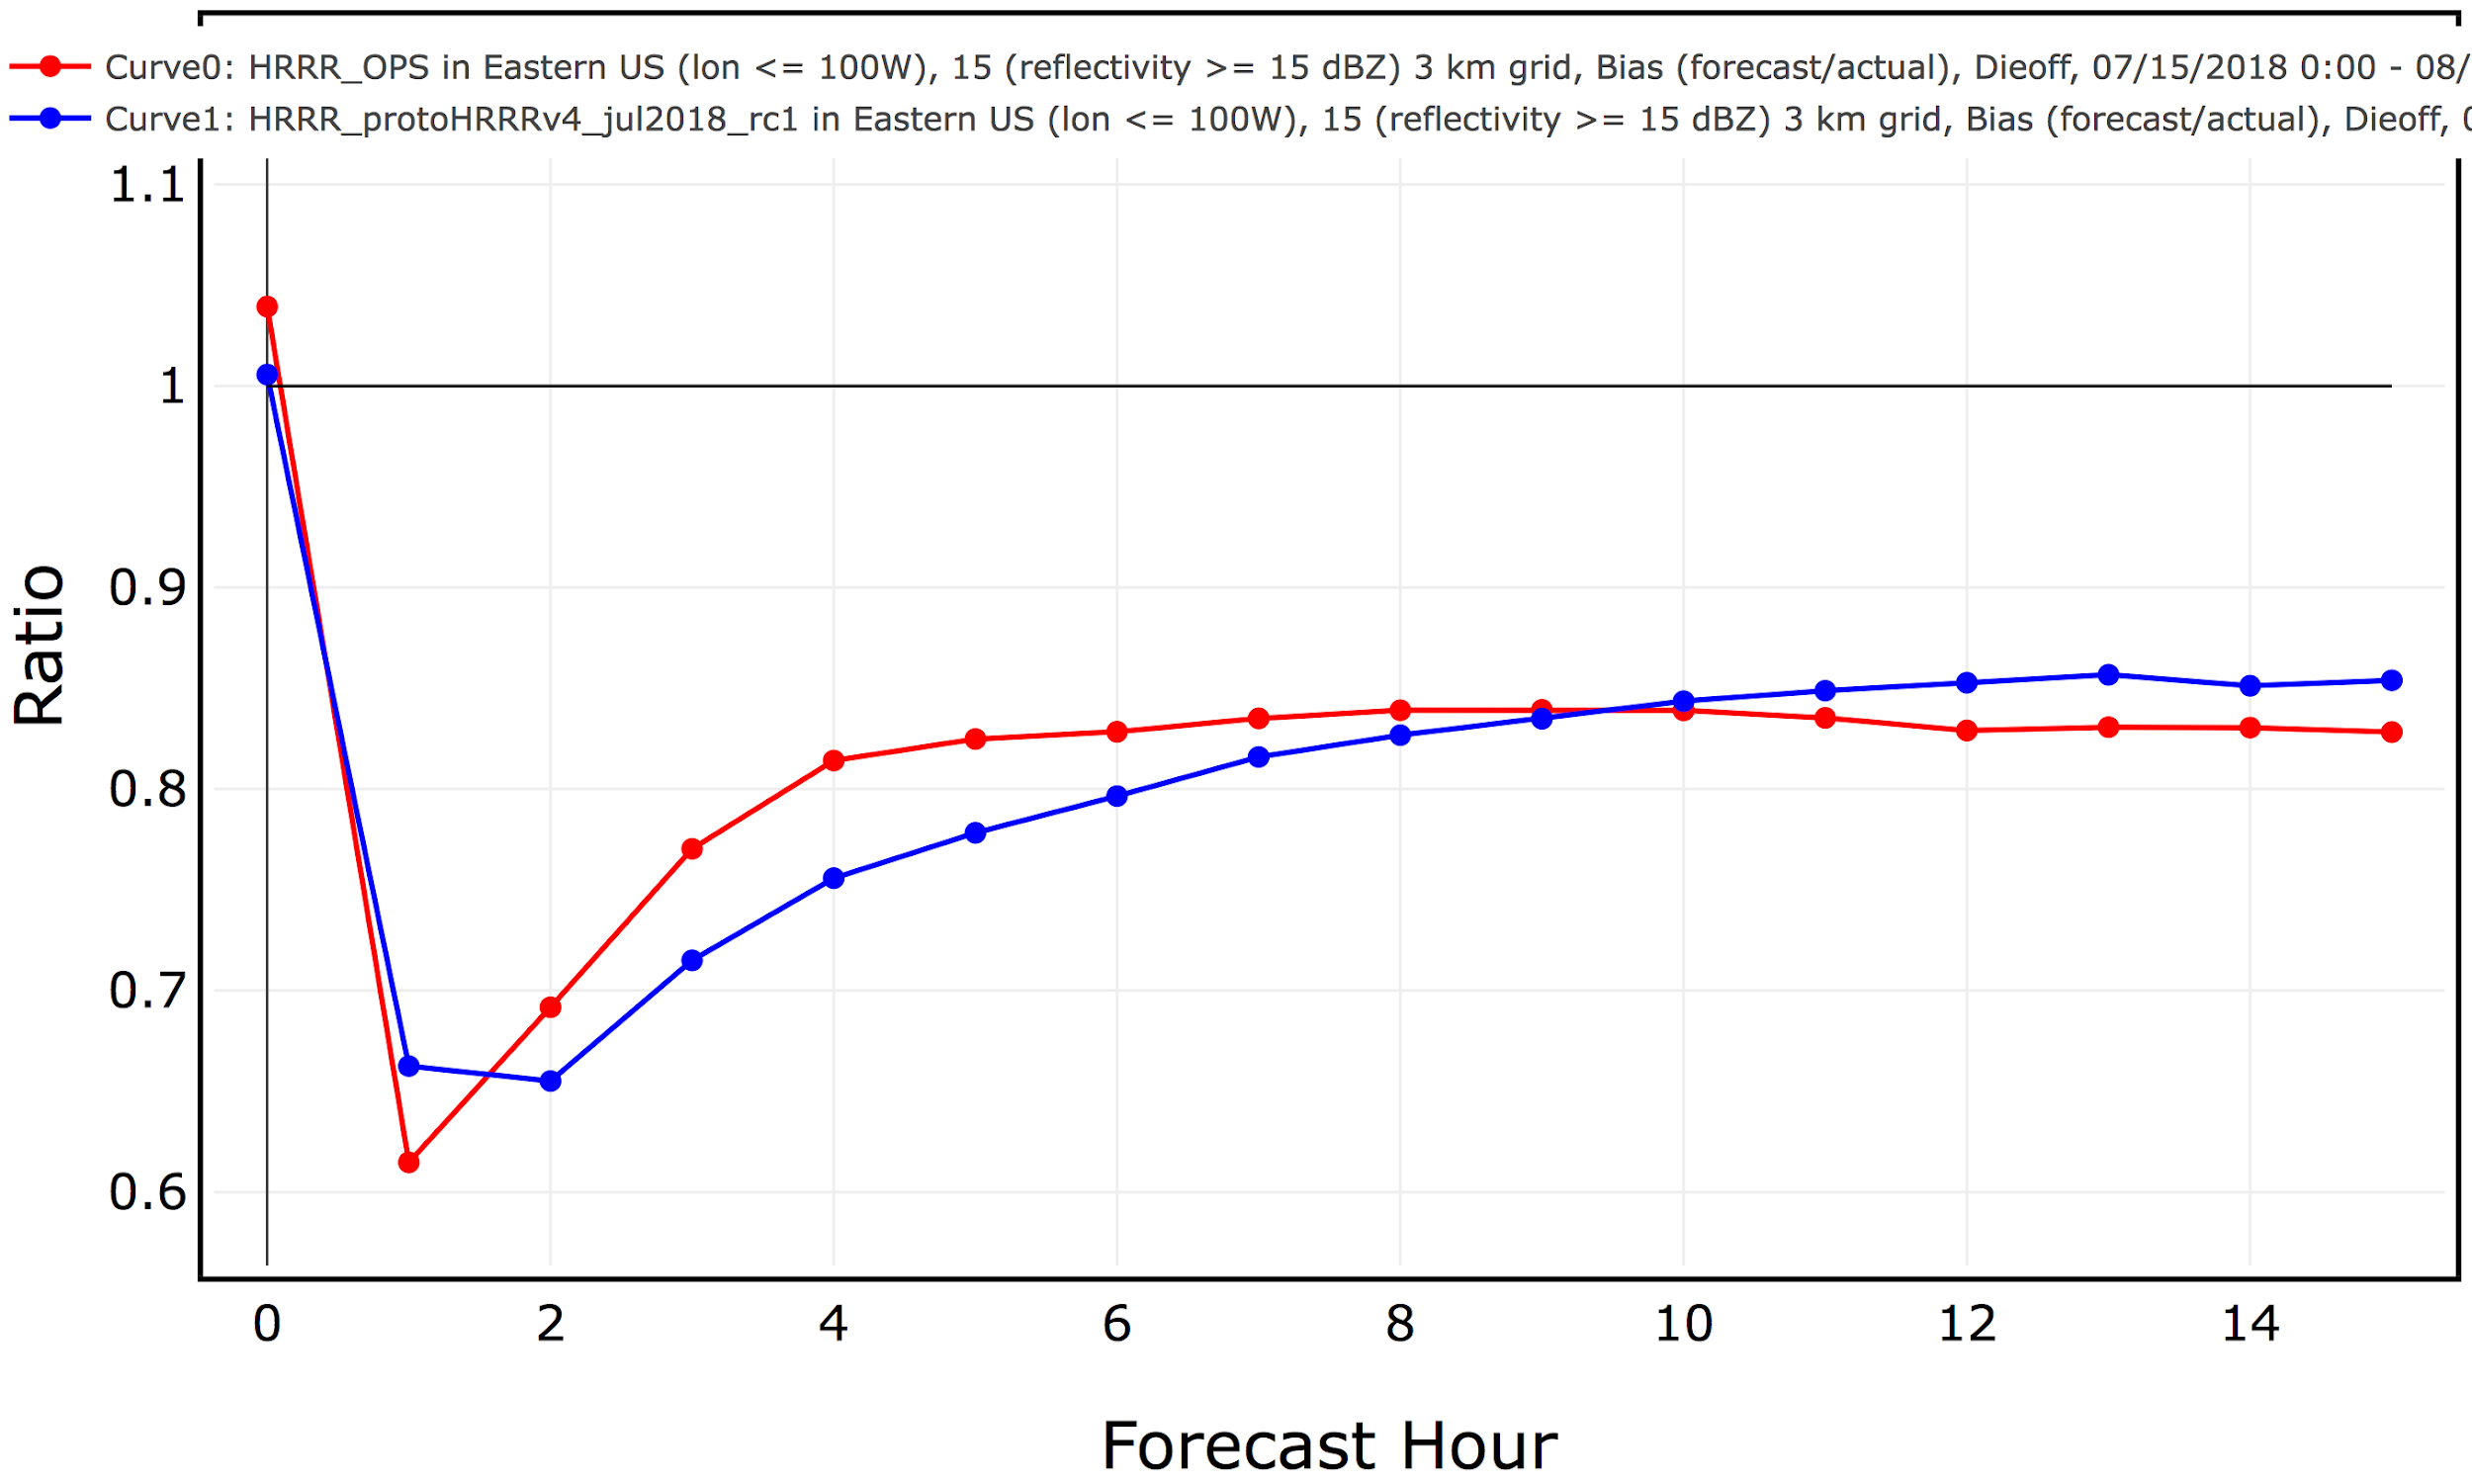 Curve0: HRRR_OPS in Eastern US (lon <= 100W), 15 (reflectivity >= 15 dBZ) 3 km grid, Bias (forecast/actual), Dieoff, 07/15/2018 0:00 - 08/
Curve1: HRRR_protoHRRRv4_jul2018_rc1 in Eastern US (lon <= 100W), 15 (reflectivity >= 15 dBZ) 3 km grid, Bias (forecast/actual), Dieoff,
1.1
1
0.9
0.8
0.7
0.6
Ratio
0 2 4 6 8 10 12 14
Forecast Hour